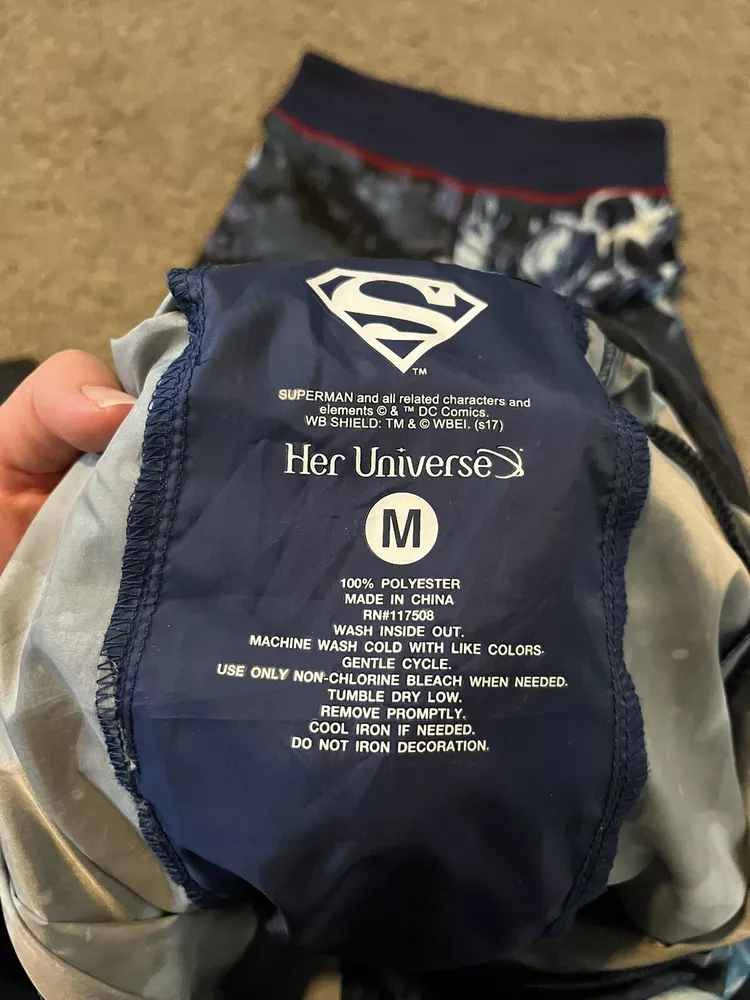 S
TM
SUPERMAN and all related characters and
elements © & ™ DC Comics.
WB SHIELD: TM & © WBEI. (s17)
Her Universe
M
100% POLYESTER
MADE IN CHINA
RN#117508
WASH INSIDE OUT.
MACHINE WASH COLD WITH LIKE COLORS.
GENTLE CYCLE.
USE ONLY NON-CHLORINE BLEACH WHEN NEEDED.
TUMBLE DRY LOW.
REMOVE PROMPTLY.
COOL IRON IF NEEDED.
DO NOT IRON DECORATION.